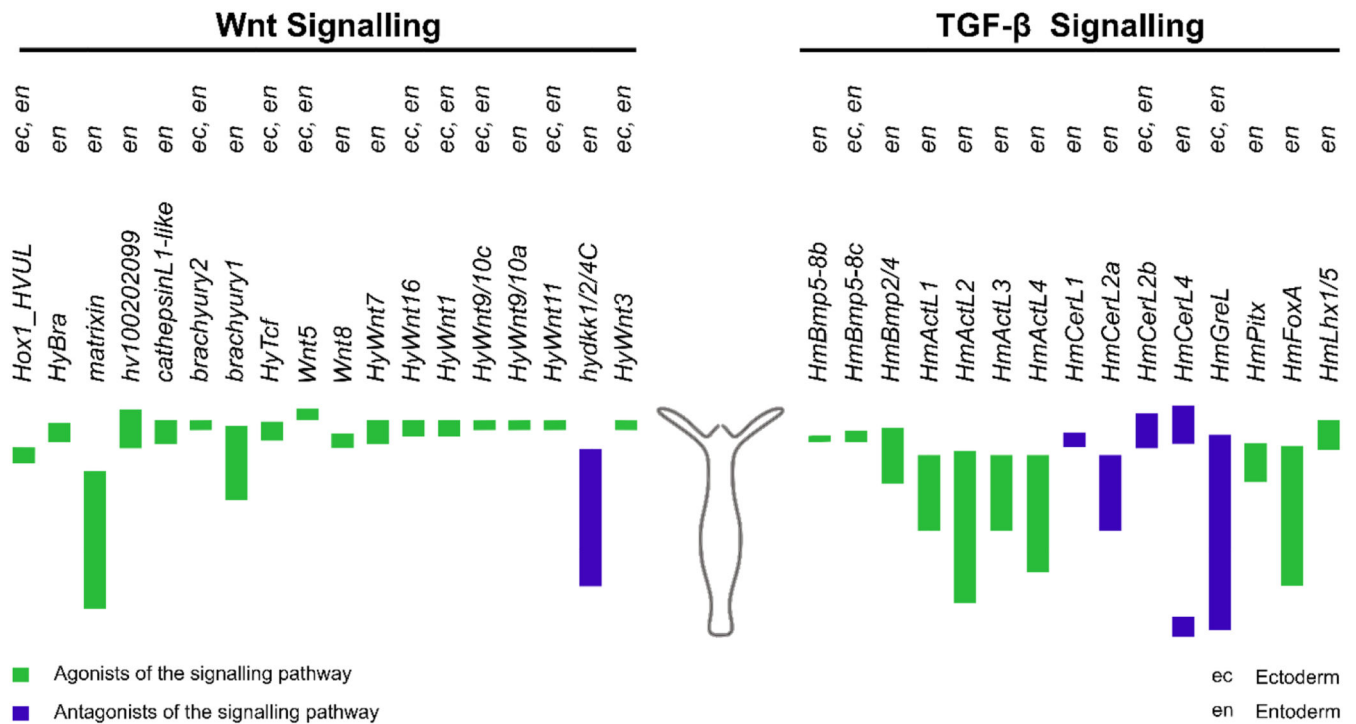 Wnt Signalling
TGF-β Signalling
ec, en
en
en
en
en
ec, en
en
ec, en
ec, en
en
en
ec, en
ec, en
ec, en
en
ec, en
en
ec, en
en
ec, en
en
en
en
en
en
en
en
ec, en
en
ec, en
en
en
en
Hox1_HVUL
HyBra
matrixin
hv100202099
cathepsinL1-like
brachyury2
brachyury1
HyTcf
Wnt5
Wnt8
HyWnt7
HyWnt16
HyWnt1
HyWnt9/10c
HyWnt9/10a
HyWnt11
hydkk1/2/4C
HyWnt3
HmBmp5-8b
HmBmp5-8c
HmBmp2/4
HmActL1
HmActL2
HmActL3
HmActL4
HmCerL1
HmCerL2a
HmCerL2b
HmCerL4
HmGreL
HmPitx
HmFoxA
HmLhx1/5
Agonists of the signalling pathway
Antagonists of the signalling pathway
ec Ectoderm
en Entoderm